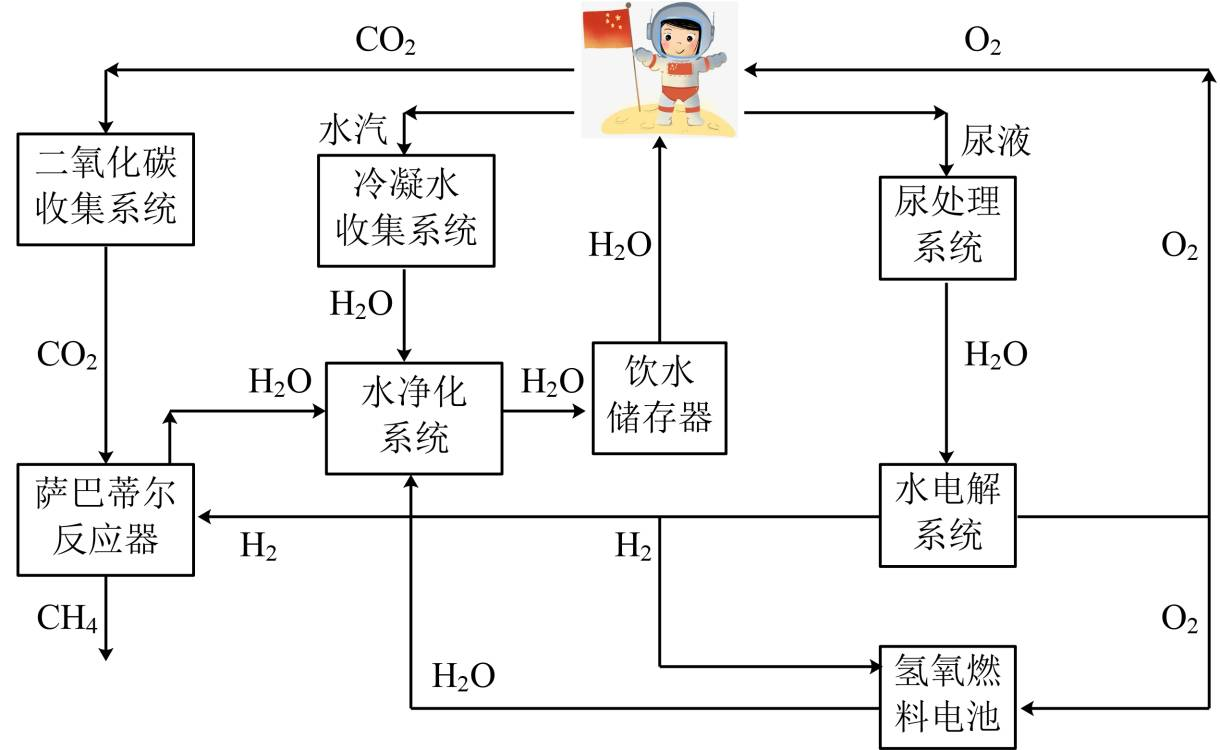 CO₂
O₂
水汽
尿液
二氧化碳
收集系统
冷凝水
收集系统
尿处理
系统
H₂O
O₂
H₂O
CO₂
H₂O
H₂O
H₂O
水净化
系统
饮水
储存器
萨巴蒂尔
反应器
水电解
系统
H₂
H₂
CH₄
O₂
H₂O
氢氧燃
料电池